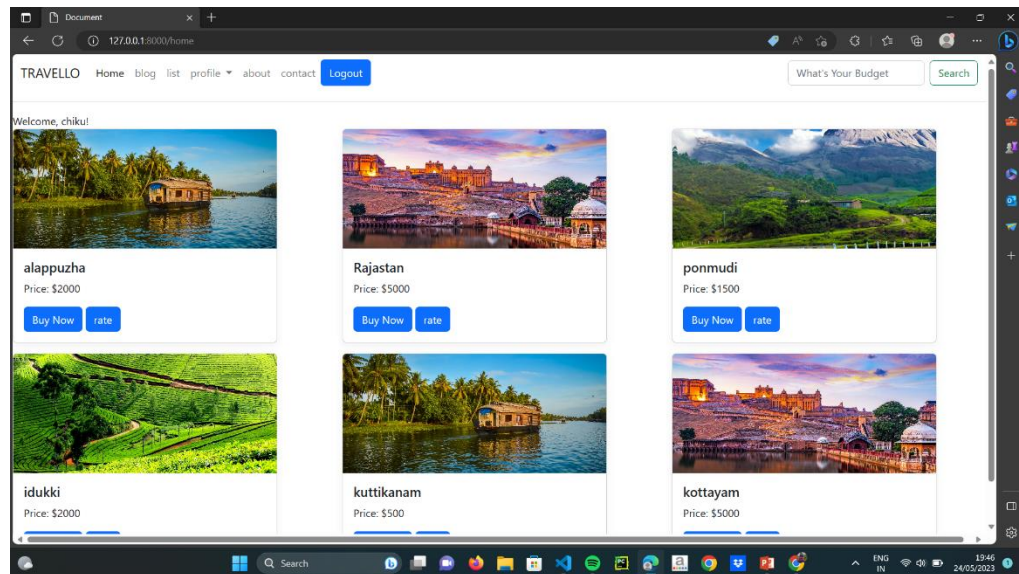 Document
127.0.0.1:8000/home
TRAVELLO Home blog list profile about contact Logout What's Your Budget Search
Welcome, chiku!
alappuzha Rajastan ponmudi
Price: $2000 Price: $5000 Price: $1500
Buy Now rate Buy Now rate Buy Now rate
idukki kuttikanam kottayam
Price: $2000 Price: $500 Price: $5000
Search ENG 19:46
IN 24/05/2023